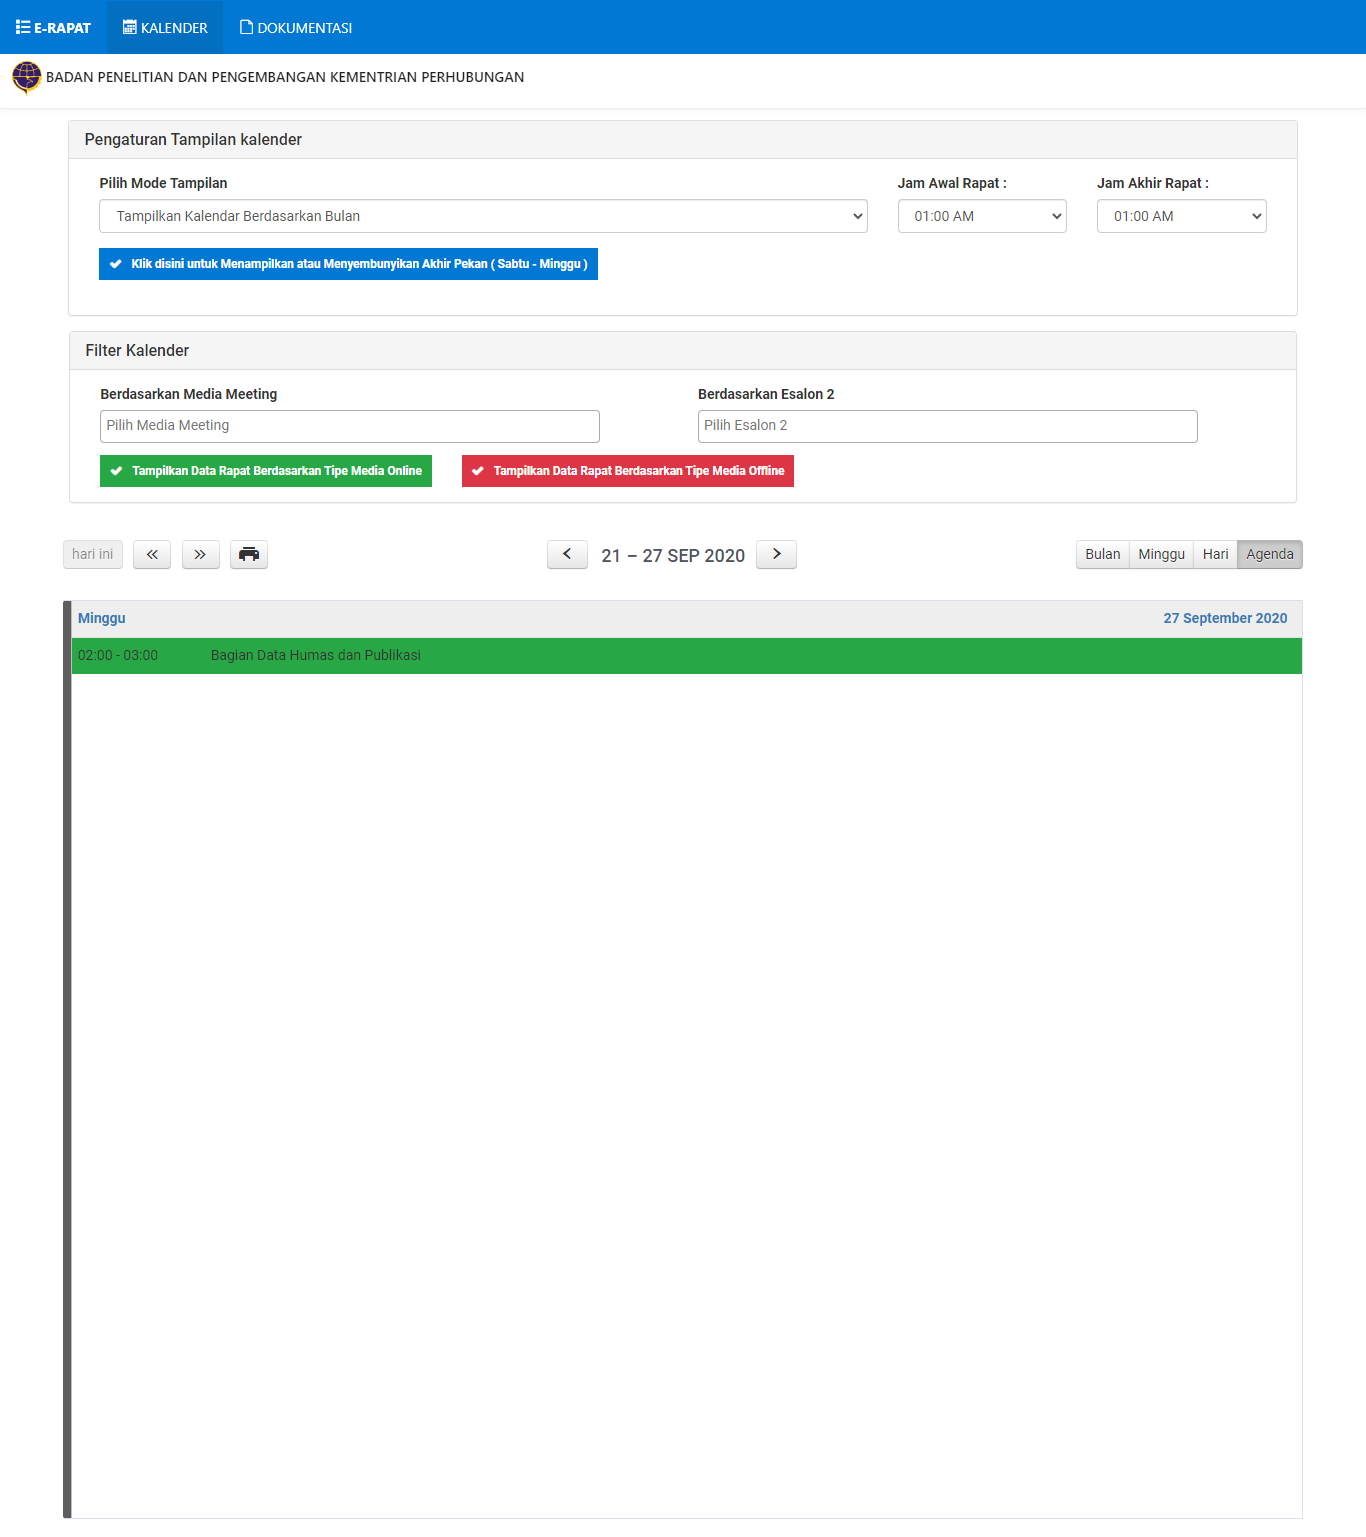 E-RAPAT KALENDER DOKUMENTASI
BADAN PENELITIAN DAN PENGEMBANGAN KEMENTRIAN PERHUBUNGAN
Pengaturan Tampilan kalender
Pilih Mode Tampilan Jam Awal Rapat : Jam Akhir Rapat :
Tampilkan Kalendar Berdasarkan Bulan 01:00 AM 01:00 AM
Klik disini untuk Menampilkan atau Menyembunyikan Akhir Pekan ( Sabtu - Minggu )
Filter Kalender
Berdasarkan Media Meeting Berdasarkan Esalon 2
Pilih Media Meeting Pilih Esalon 2
Tampilkan Data Rapat Berdasarkan Tipe Media Online Tampilkan Data Rapat Berdasarkan Tipe Media Offline
hari ini 21 – 27 SEP 2020 Bulan Minggu Hari Agenda
Minggu 27 September 2020
02:00 - 03:00 Bagian Data Humas dan Publikasi